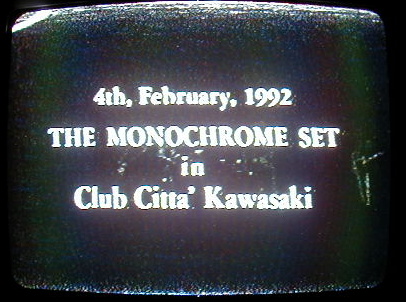 4th, February, 1992
THE MONOCHROME SET
in
Club Citta' Kawasaki